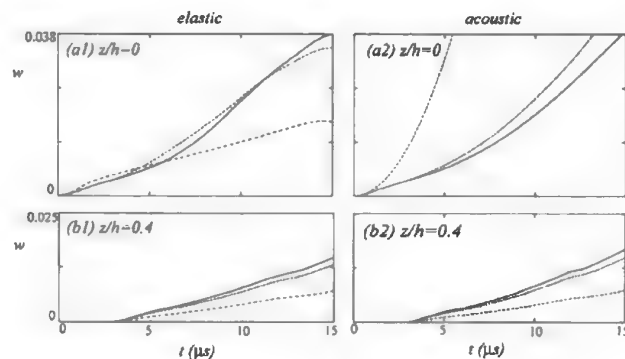 elastic acoustic
0.038
(a1) z/h=0 (a2) z/h=0
w
0
0.025
(b1) z/h=0.4 (b2) z/h=0.4
w
0
0 5 10 15 0 5 10 15
t (μs) t (μs)